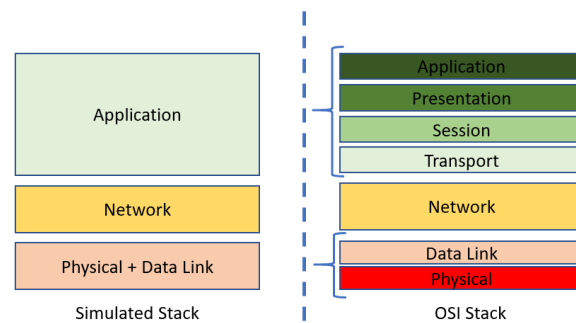 Application
Network
Physical + Data Link
Simulated Stack
Application
Presentation
Session
Transport
Network
Data Link
Physical
OSI Stack